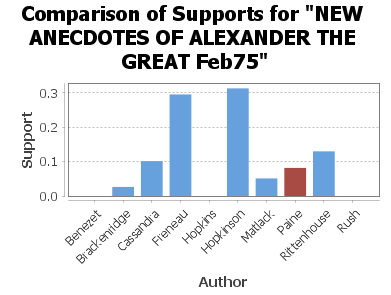 Comparison of Supports for "NEW
ANECDOTES OF ALEXANDER THE
GREAT Feb75"
Support
0.3
0.2
0.1
0.0
Benezet
Brackenridge
Cassandra
Freneau
Hopkins
Hopkinson
Matlack
Paine
Rittenhouse
Rush
Author